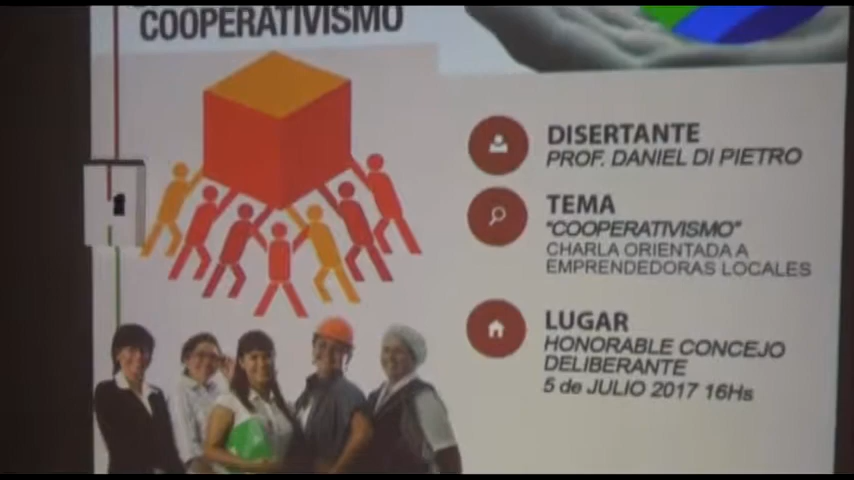 COOPERATIVISMO
DISERTANTE
PROF. DANIEL DI PIETRO
TEMA
"COOPERATIVISMO"
CHARLA ORIENTADA A
EMPRENDEDORAS LOCALES
LUGAR
HONORABLE CONCEJO
DELIBERANTE
5 de JULIO 2017 16Hs